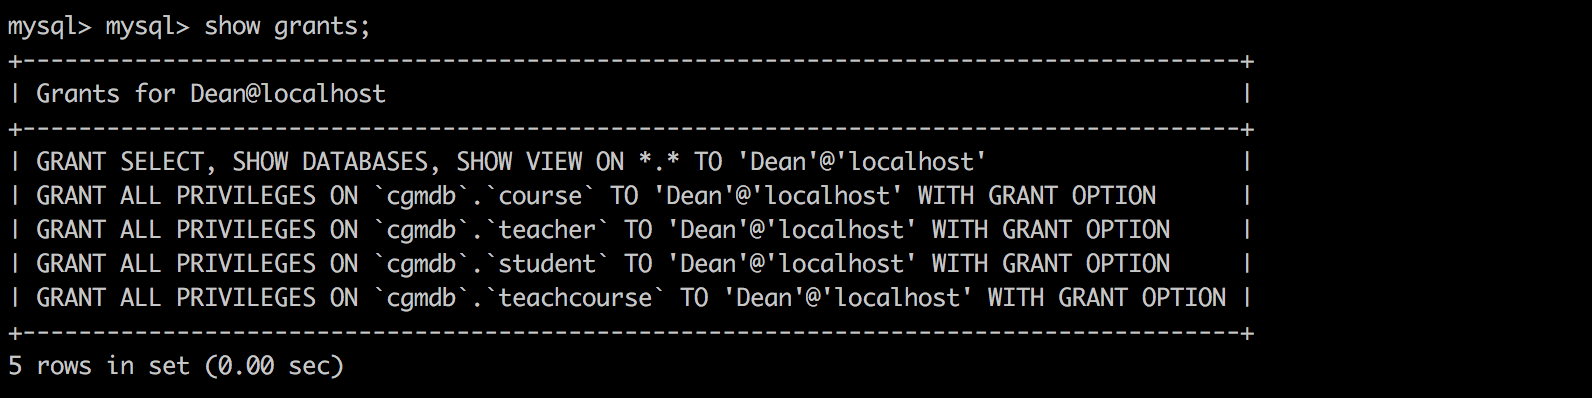 mysql> mysql> show grants;
+---------------------------------------------------------------------------------------+
| Grants for Dean@localhost                                                             |
+---------------------------------------------------------------------------------------+
| GRANT SELECT, SHOW DATABASES, SHOW VIEW ON *.* TO 'Dean'@'localhost'                  |
| GRANT ALL PRIVILEGES ON `cgmdb`.`course` TO 'Dean'@'localhost' WITH GRANT OPTION      |
| GRANT ALL PRIVILEGES ON `cgmdb`.`teacher` TO 'Dean'@'localhost' WITH GRANT OPTION     |
| GRANT ALL PRIVILEGES ON `cgmdb`.`student` TO 'Dean'@'localhost' WITH GRANT OPTION     |
| GRANT ALL PRIVILEGES ON `cgmdb`.`teachcourse` TO 'Dean'@'localhost' WITH GRANT OPTION |
+---------------------------------------------------------------------------------------+
5 rows in set (0.00 sec)